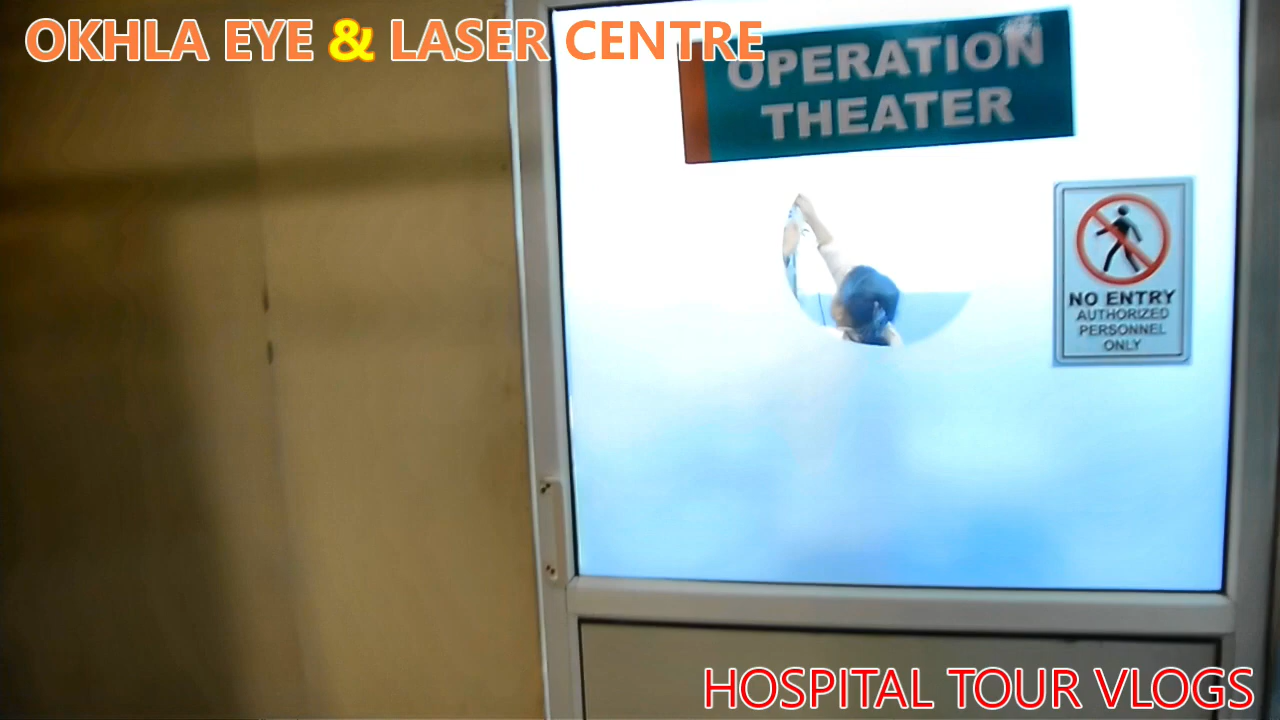 OKHLA EYE & LASER CENTRE
OPERATION
THEATER
NO ENTRY
AUTHORIZED
PERSONNEL
ONLY
HOSPITAL TOUR VLOGS